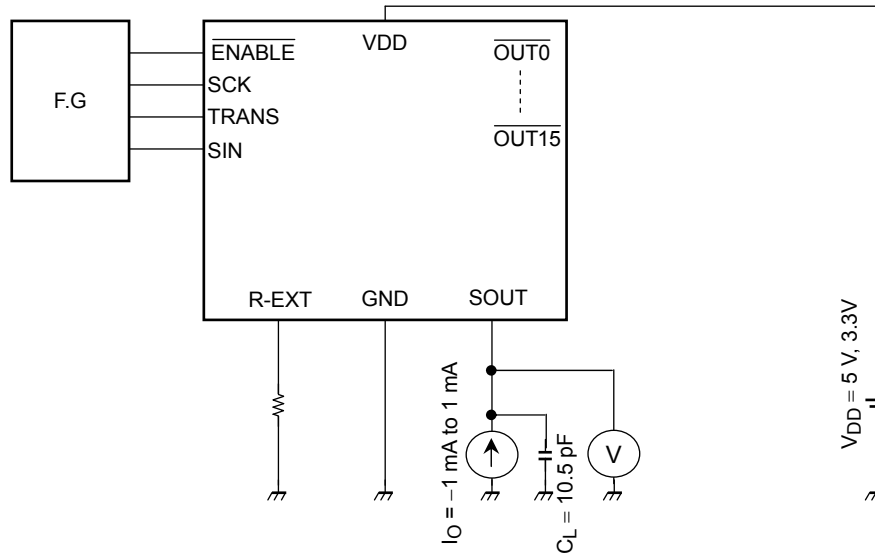 F.G
ENABLE
SCK
TRANS
SIN
VDD
OUT0
OUT15
R-EXT
GND
SOUT
IO = −1 mA to 1 mA
CL = 10.5 pF
V
VDD = 5 V, 3.3V